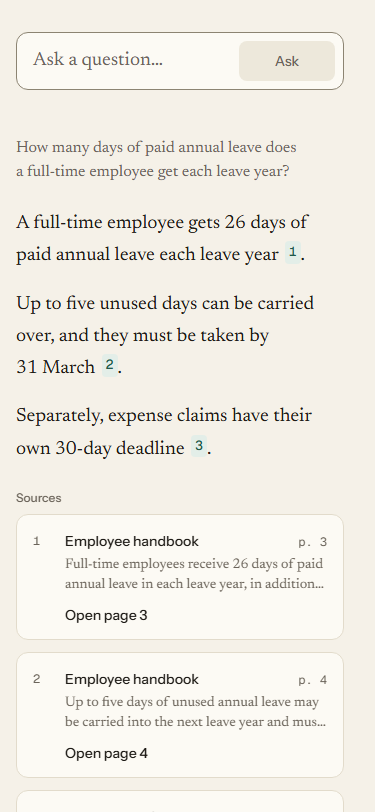 Ask a question...
Ask
How many days of paid annual leave does
a full-time employee get each leave year?
A full-time employee gets 26 days of
paid annual leave each leave year 1.
Up to five unused days can be carried
over, and they must be taken by
31 March 2.
Separately, expense claims have their
own 30-day deadline 3.
Sources
1 Employee handbook p. 3
Full-time employees receive 26 days of paid
annual leave in each leave year, in addition...
Open page 3
2 Employee handbook p. 4
Up to five days of unused annual leave may
be carried into the next leave year and mus...
Open page 4